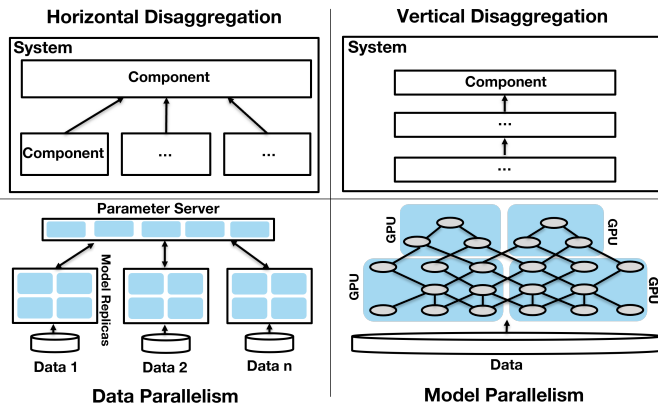 Horizontal Disaggregation
System
Component
Component
...
...
Vertical Disaggregation
System
Component
...
...
Parameter Server
Model Replicas
Data 1
Data 2
Data n
Data Parallelism
GPU
GPU
GPU
GPU
Data
Model Parallelism